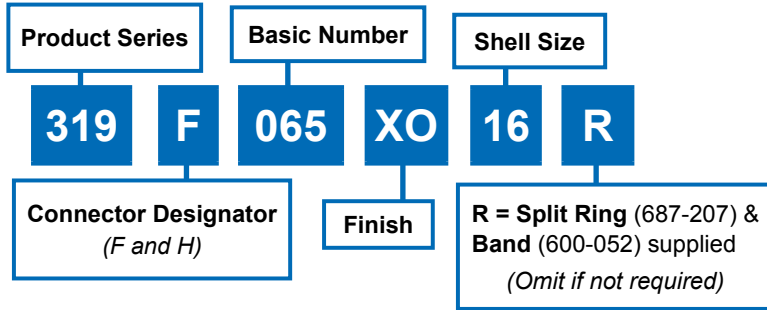 Product Series
Basic Number
Shell Size
319 F 065 XO 16 R
Connector Designator
(F and H)
Finish
R = Split Ring (687-207) &
Band (600-052) supplied
(Omit if not required)